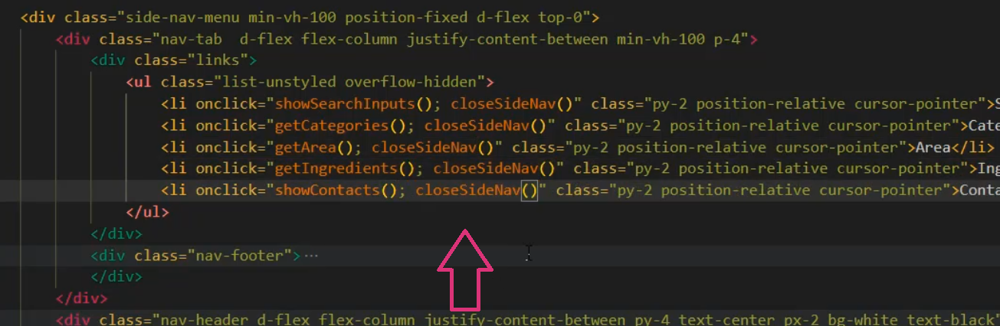 <div class="side-nav-menu min-vh-100 position-fixed d-flex top-0">
<div class="nav-tab  d-flex flex-column justify-content-between min-vh-100 p-4">
<div class="links">
<ul class="list-unstyled overflow-hidden">
<li onclick="showSearchInputs(); closeSideNav()" class="py-2 position-relative cursor-pointer">S
<li onclick="getCategories(); closeSideNav()" class="py-2 position-relative cursor-pointer">Cate
<li onclick="getArea(); closeSideNav()" class="py-2 position-relative cursor-pointer">Area</li>
<li onclick="getIngredients(); closeSideNav()" class="py-2 position-relative cursor-pointer">Ing
<li onclick="showContacts(); closeSideNav()" class="py-2 position-relative cursor-pointer">Conta
</ul>
</div>
<div class="nav-footer">···
</div>
</div>
<div class="nav-header d-flex flex-column justify-content-between py-4 text-center px-2 bg-white text-black"